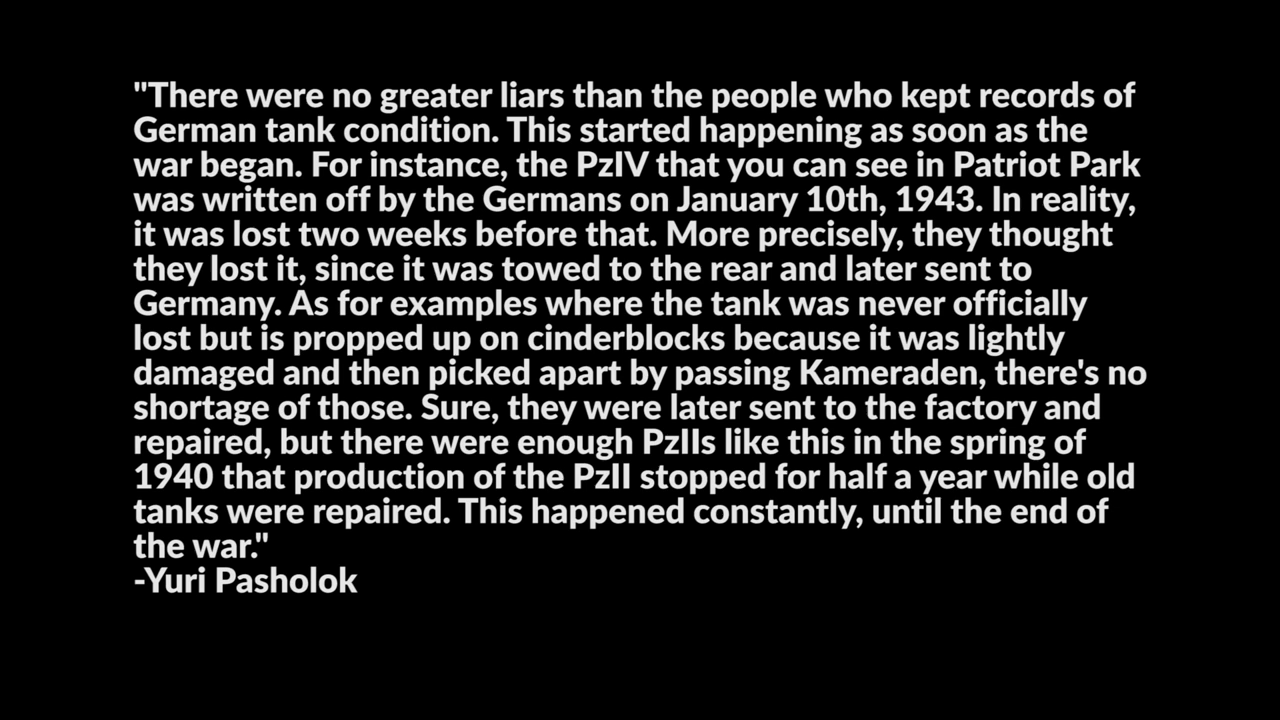 "There were no greater liars than the people who kept records of
German tank condition. This started happening as soon as the
war began. For instance, the PzIV that you can see in Patriot Park
was written off by the Germans on January 10th, 1943. In reality,
it was lost two weeks before that. More precisely, they thought
they lost it, since it was towed to the rear and later sent to
Germany. As for examples where the tank was never officially
lost but is propped up on cinderblocks because it was lightly
damaged and then picked apart by passing Kameraden, there's no
shortage of those. Sure, they were later sent to the factory and
repaired, but there were enough PzIIs like this in the spring of
1940 that production of the PzII stopped for half a year while old
tanks were repaired. This happened constantly, until the end of
the war."
-Yuri Pasholok